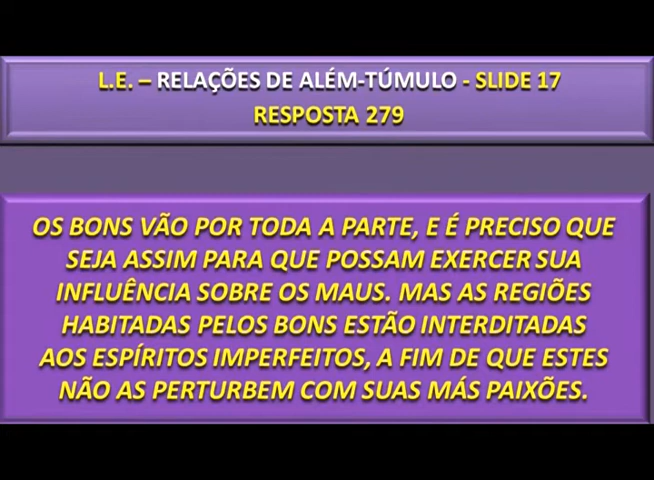 L.E. – RELAÇÕES DE ALÉM-TÚMULO - SLIDE 17
RESPOSTA 279
OS BONS VÃO POR TODA A PARTE, E É PRECISO QUE
SEJA ASSIM PARA QUE POSSAM EXERCER SUA
INFLUÊNCIA SOBRE OS MAUS. MAS AS REGIÕES
HABITADAS PELOS BONS ESTÃO INTERDITADAS
AOS ESPÍRITOS IMPERFEITOS, A FIM DE QUE ESTES
NÃO AS PERTURBEM COM SUAS MÁS PAIXÕES.